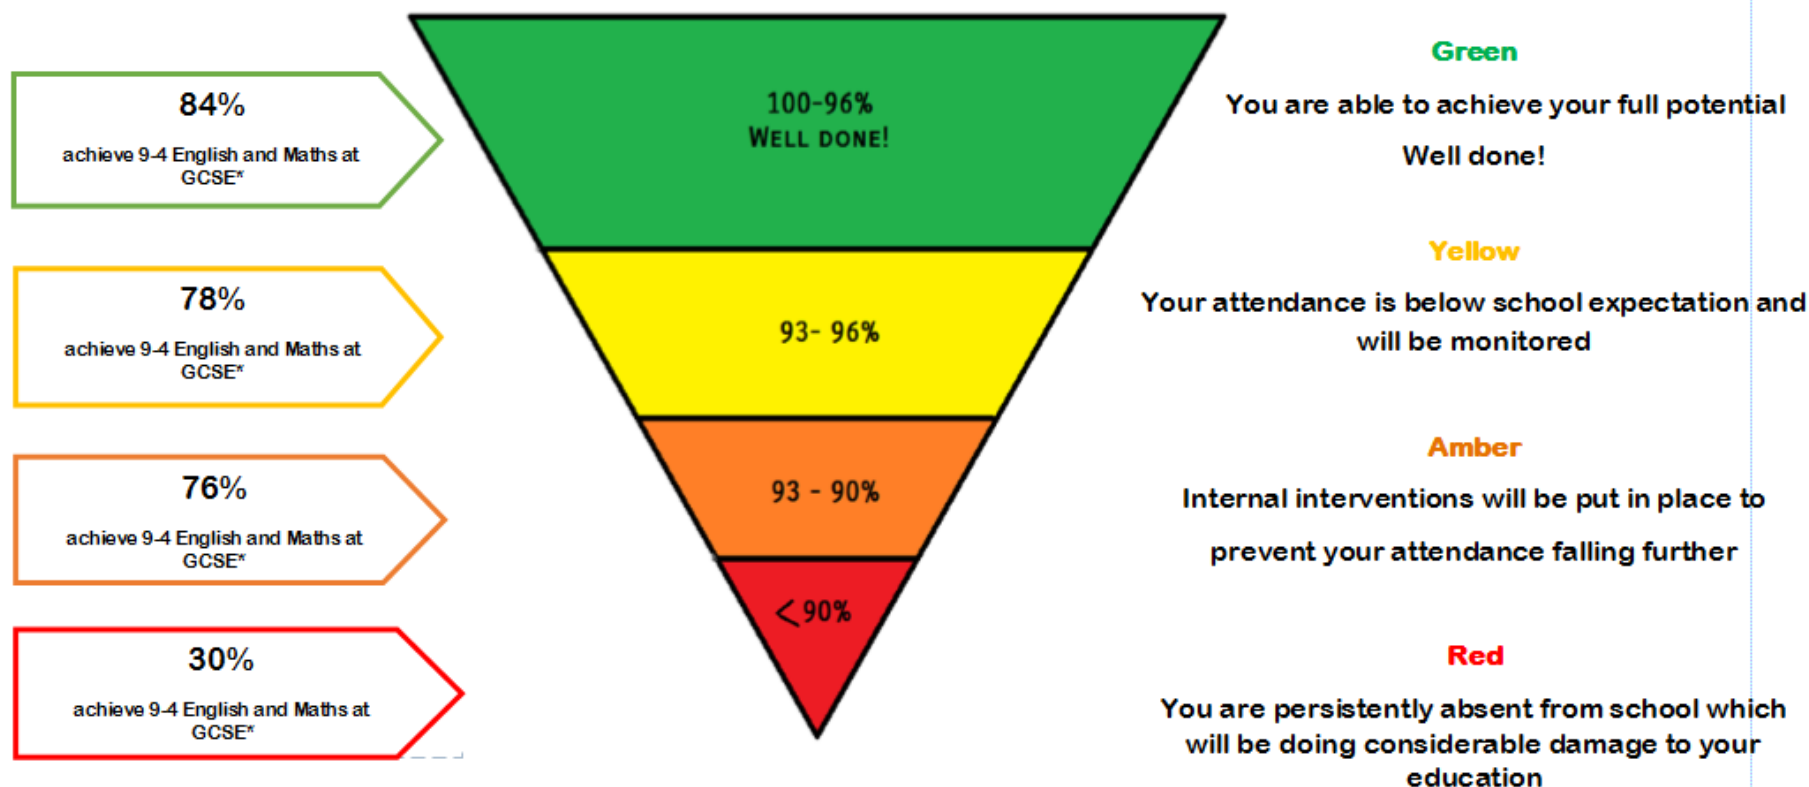 84%
achieve 9-4 English and Maths at
GCSE*
100-96%
WELL DONE!
Green
You are able to achieve your full potential
Well done!
78%
achieve 9-4 English and Maths at
GCSE*
93- 96%
Yellow
Your attendance is below school expectation and
will be monitored
76%
achieve 9-4 English and Maths at
GCSE*
93 - 90%
Amber
Internal interventions will be put in place to
prevent your attendance falling further
30%
achieve 9-4 English and Maths at
GCSE*
<90%
Red
You are persistently absent from school which
will be doing considerable damage to your
education